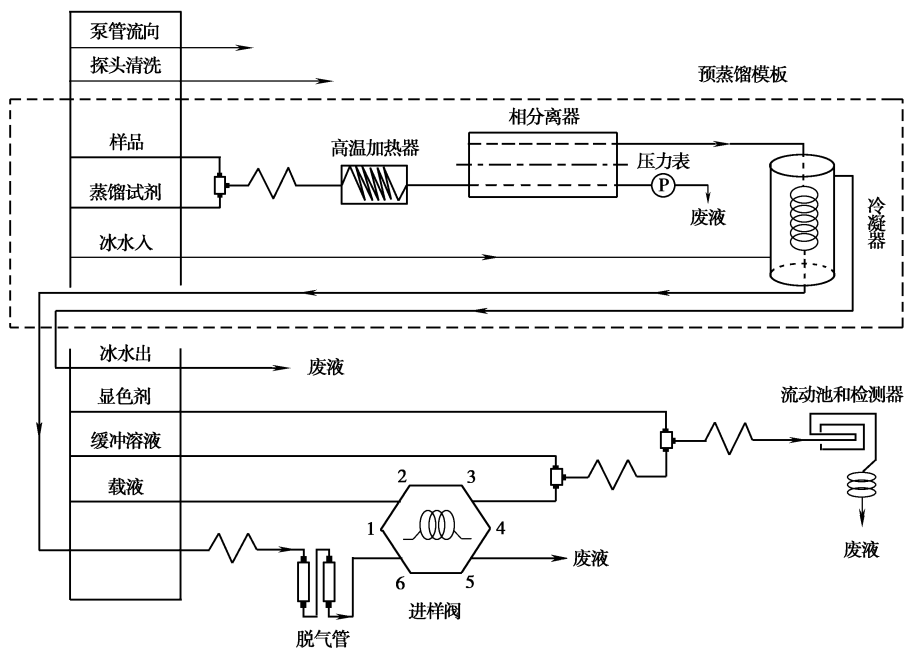 泵管流向
探头清洗
预蒸馏模板
样品
高温加热器
相分离器
压力表
P
蒸馏试剂
废液
冷凝器
冰水入
冰水出
废液
显色剂
流动池和检测器
缓冲溶液
载液
2
3
1
4
6
5
废液
废液
进样阀
脱气管